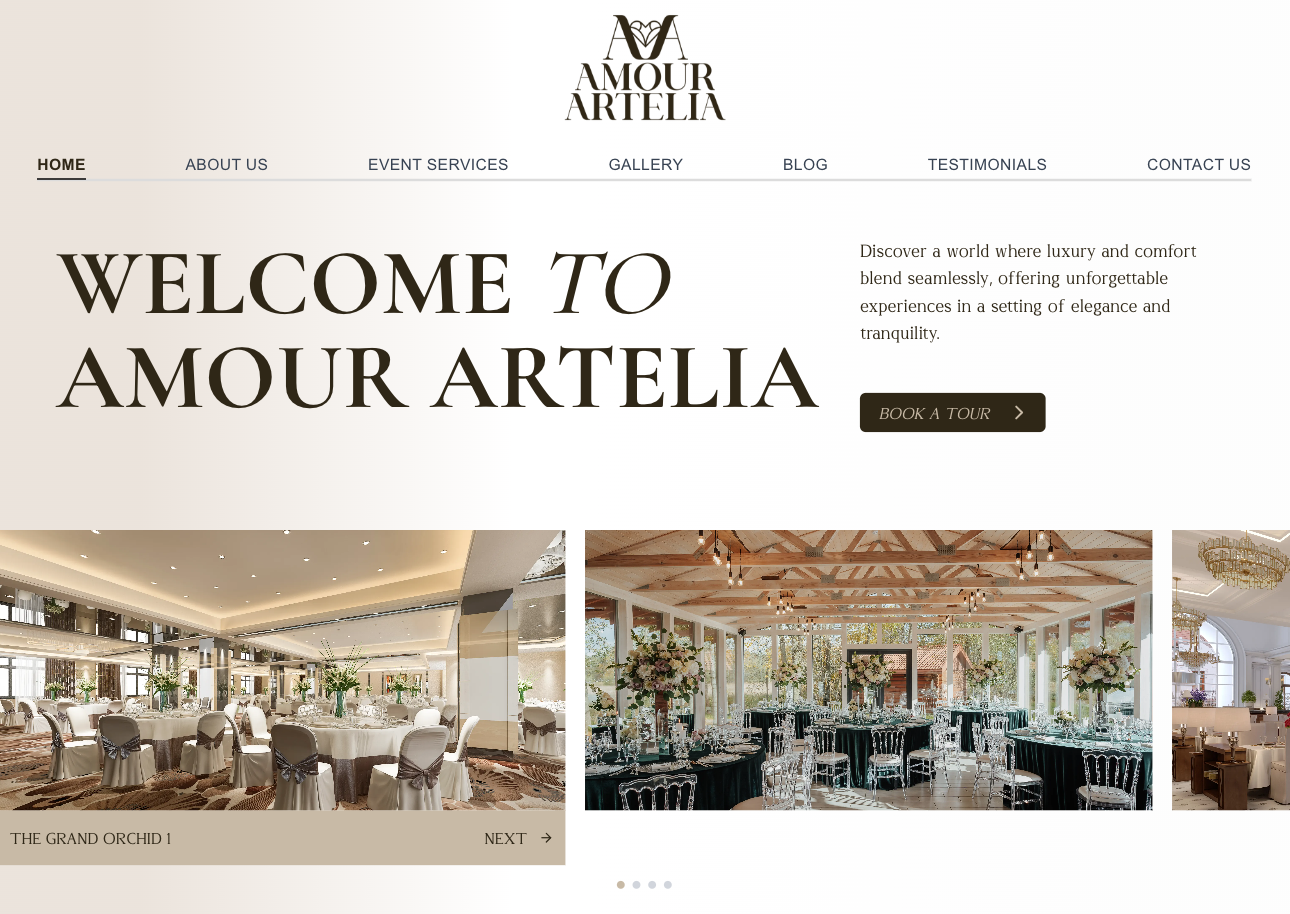 AMOUR
ARTELIA
HOME ABOUT US EVENT SERVICES GALLERY BLOG TESTIMONIALS CONTACT US
WELCOME TO
AMOUR ARTELIA
Discover a world where luxury and comfort
blend seamlessly, offering unforgettable
experiences in a setting of elegance and
tranquility.
BOOK A TOUR
THE GRAND ORCHID 1 NEXT